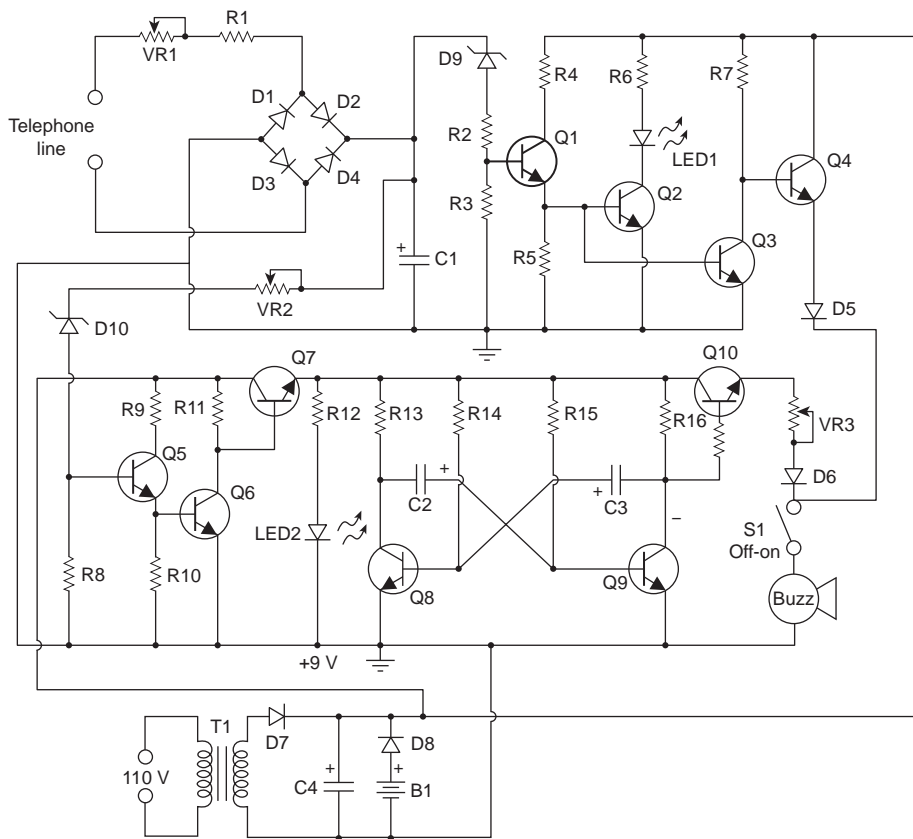 R1
VR1
D9
R4
R6
R7
D1
D2
Telephone
line
R2
Q1
LED1
Q4
D3
D4
Q2
R3
Q3
+
C1
R5
VR2
D10
D5
Q7
Q10
R9
R11
R12
R13
R14
R15
R16
VR3
Q5
Q6
+
C2
+
C3
D6
LED2
–
S1
Off-on
R8
R10
Q8
Q9
Buzz
+9 V
T1
D7
D8
110 V
+
C4
+
B1